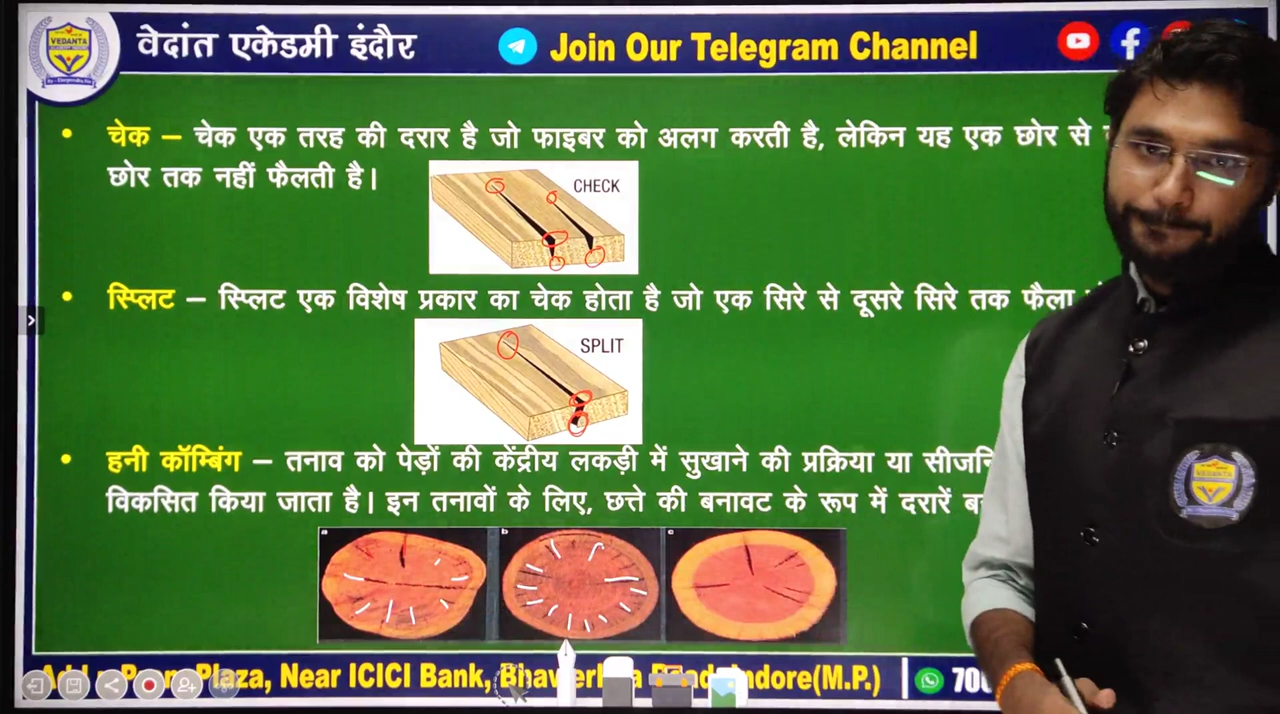 VEDANTA
वेदांत एकेडमी इंदौर
Join Our Telegram Channel
• चेक – चेक एक तरह की दरार है जो फाइबर को अलग करती है, लेकिन यह एक छोर से
छोर तक नहीं फैलती है।
CHECK
• स्प्लिट – स्प्लिट एक विशेष प्रकार का चेक होता है जो एक सिरे से दूसरे सिरे तक फैला
SPLIT
• हनी कॉम्बिंग – तनाव को पेड़ों की केंद्रीय लकड़ी में सुखाने की प्रक्रिया या
विकसित किया जाता है। इन तनावों के लिए, छत्ते की बनावट के रूप में दरारें
a b c
Plaza, Near ICICI Bank, Indore(M.P.)
VEDANTA